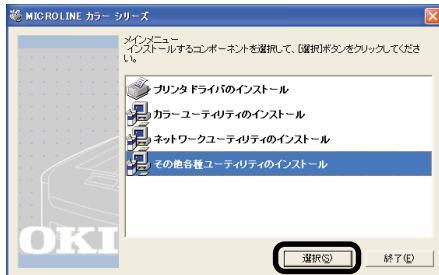 MICROLINE カラー シリーズ
メインメニュー
インストールするコンポーネントを選択して、[選択]ボタンをクリックしてくださ
い。
プリンタドライバのインストール
カラーユーティリティのインストール
ネットワークユーティリティのインストール
その他各種ユーティリティのインストール
OKI
選択(S)
終了(E)